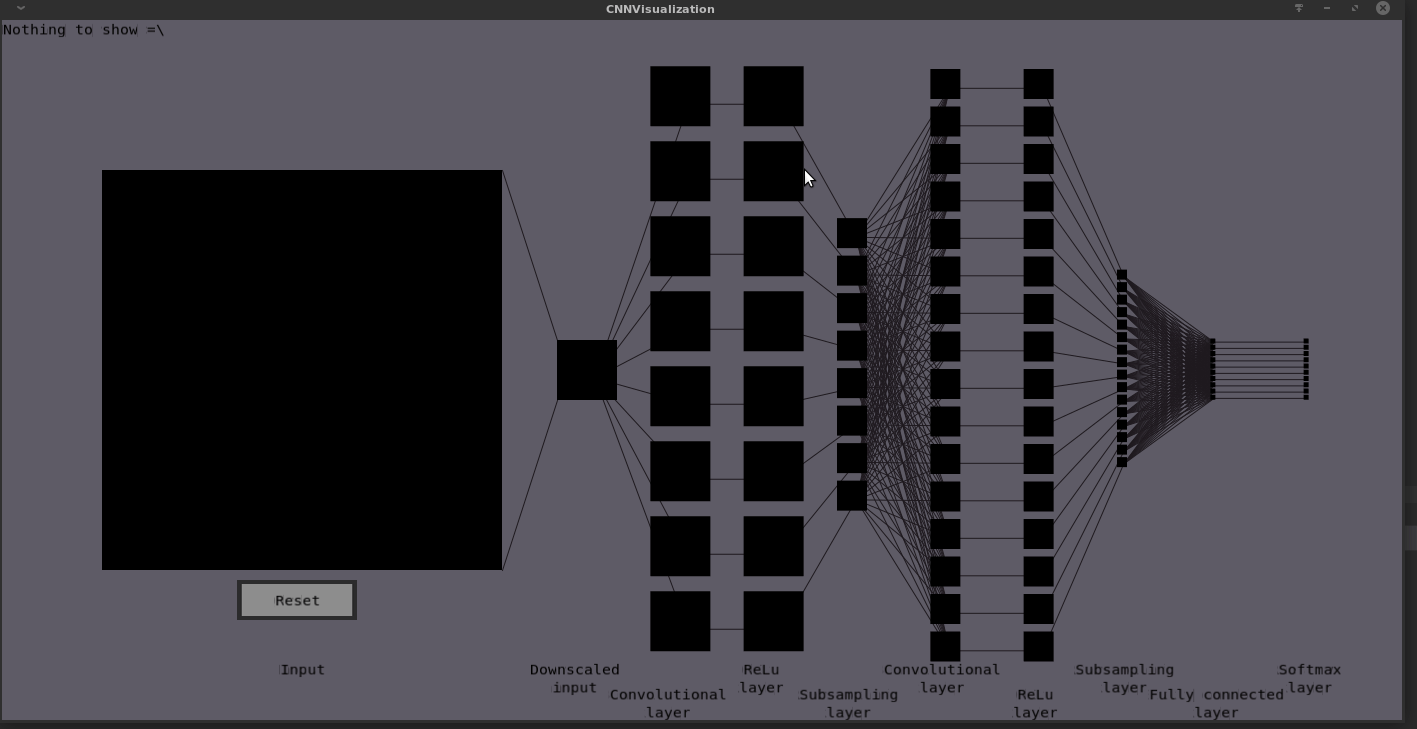 CNNVisualization
Nothing to show =\
Reset
Input
Downscaled
input
Convolutional
layer
ReLu
layer
Subsampling
layer
Convolutional
layer
ReLu
layer
Subsampling
layer
Fully connected
layer
Softmax
layer